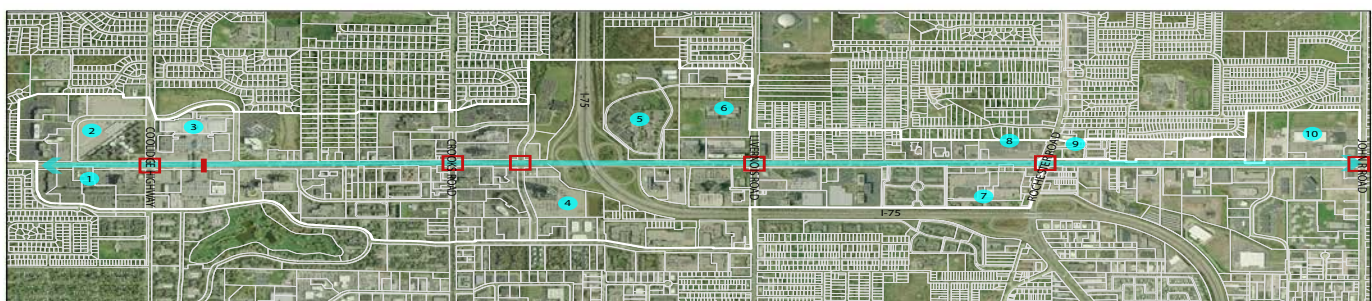 I-75
2
3
1
COOLIDGE HIGHWAY
CROOKS ROAD
4
5
6
LIVERNOIS ROAD
8
9
10
7
ROCHESTER ROAD
I-75
JOHN R ROAD